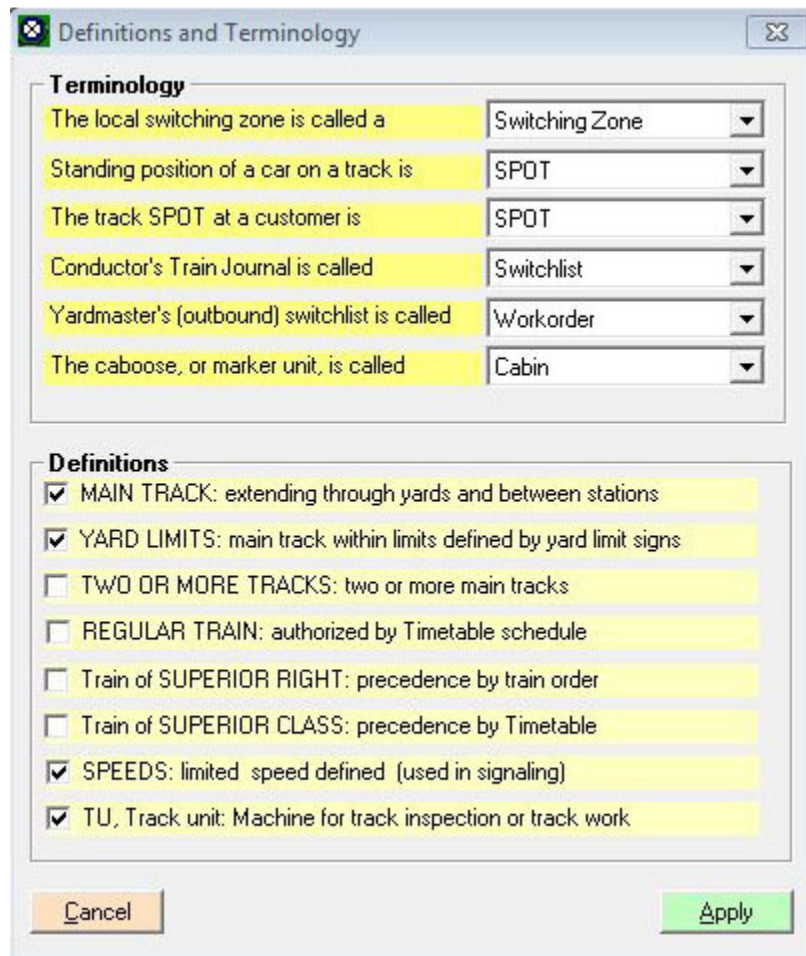 Definitions and Terminology
Terminology
The local switching zone is called a Switching Zone
Standing position of a car on a track is SPOT
The track SPOT at a customer is SPOT
Conductor's Train Journal is called Switchlist
Yardmaster's (outbound) switchlist is called Workorder
The caboose, or marker unit, is called Cabin
Definitions
MAIN TRACK: extending through yards and between stations
YARD LIMITS: main track within limits defined by yard limit signs
TWO OR MORE TRACKS: two or more main tracks
REGULAR TRAIN: authorized by Timetable schedule
Train of SUPERIOR RIGHT: precedence by train order
Train of SUPERIOR CLASS: precedence by Timetable
SPEEDS: limited speed defined (used in signaling)
TU, Track unit: Machine for track inspection or track work
Cancel Apply